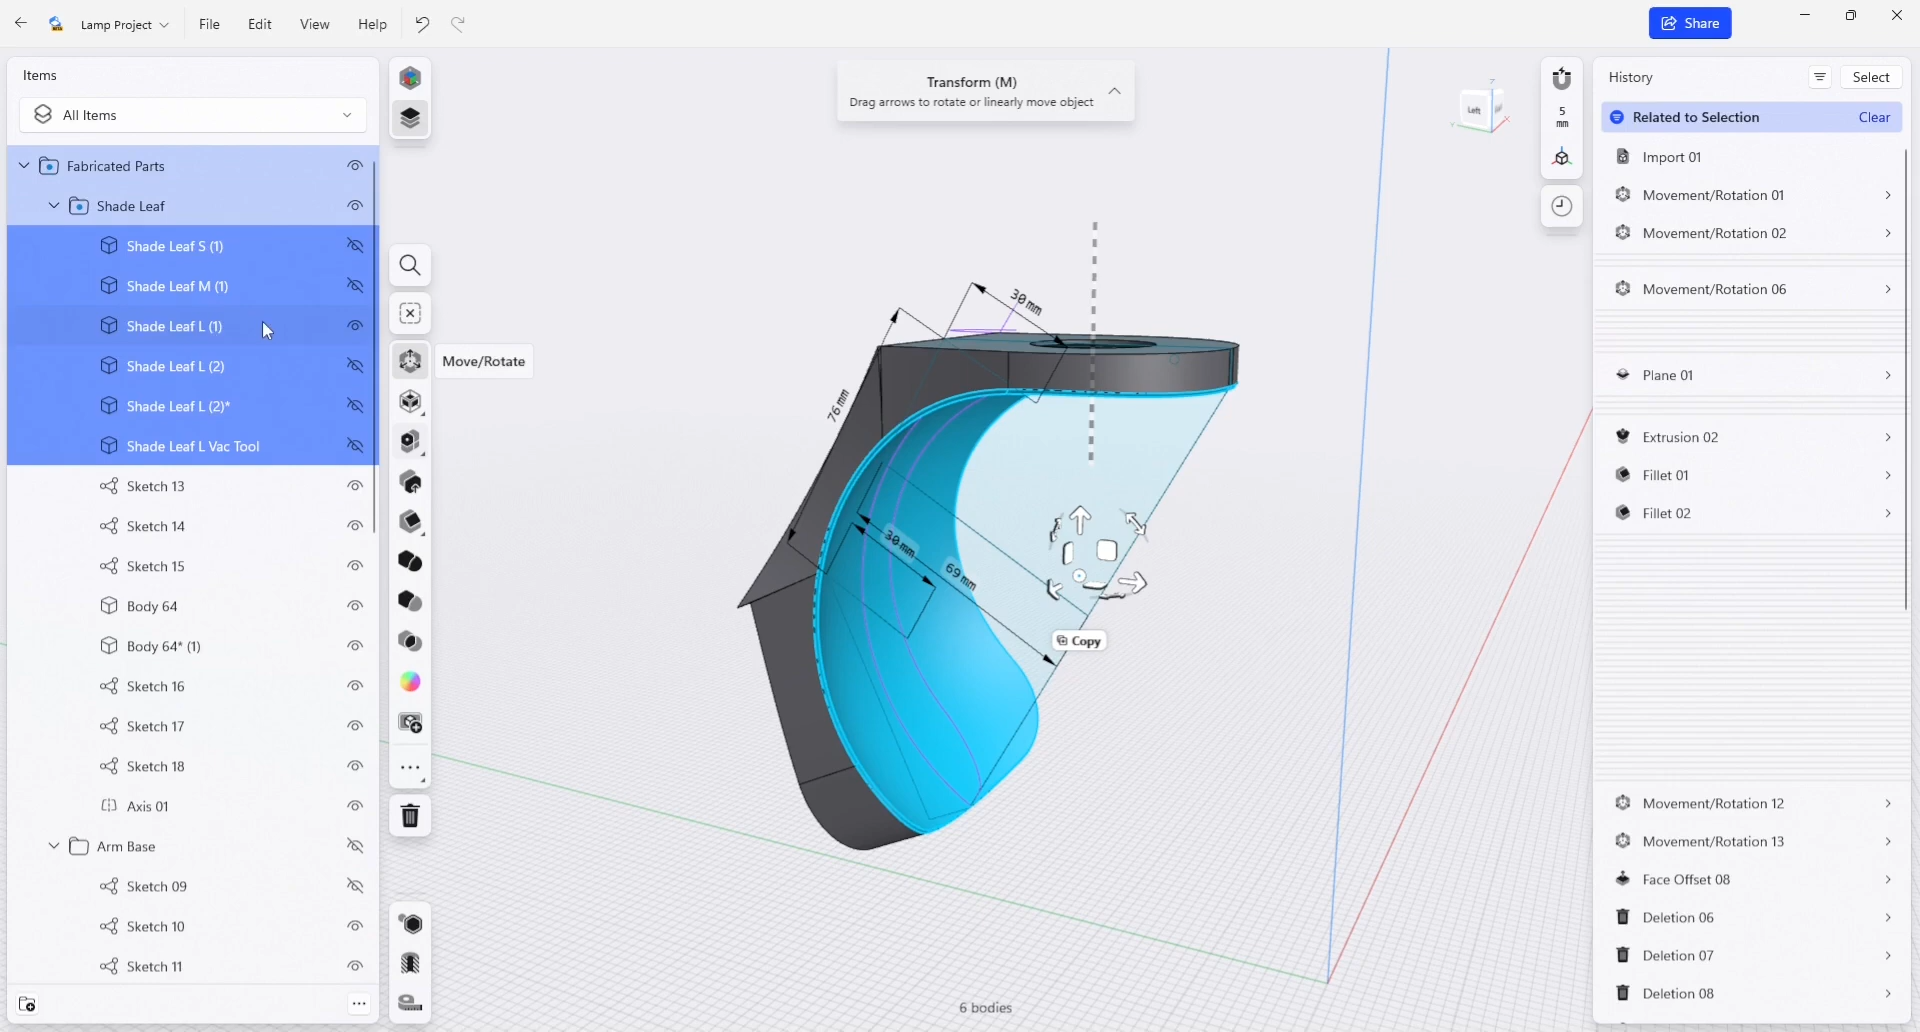 Lamp Project
File
Edit
View
Help
Share
Items
All Items
Fabricated Parts
Shade Leaf
Shade Leaf S (1)
Shade Leaf M (1)
Shade Leaf L (1)
Shade Leaf L (2)
Shade Leaf L (2)*
Shade Leaf L Vac Tool
Sketch 13
Sketch 14
Sketch 15
Body 64
Body 64* (1)
Sketch 16
Sketch 17
Sketch 18
Axis 01
Arm Base
Sketch 09
Sketch 10
Sketch 11
Move/Rotate
Transform (M)
Drag arrows to rotate or linearly move object
30 mm
76 mm
30 mm
69 mm
Copy
6 bodies
Left
Z
X
Y
5
mm
History
Select
Related to Selection
Clear
Import 01
Movement/Rotation 01
Movement/Rotation 02
Movement/Rotation 06
Plane 01
Extrusion 02
Fillet 01
Fillet 02
Movement/Rotation 12
Movement/Rotation 13
Face Offset 08
Deletion 06
Deletion 07
Deletion 08